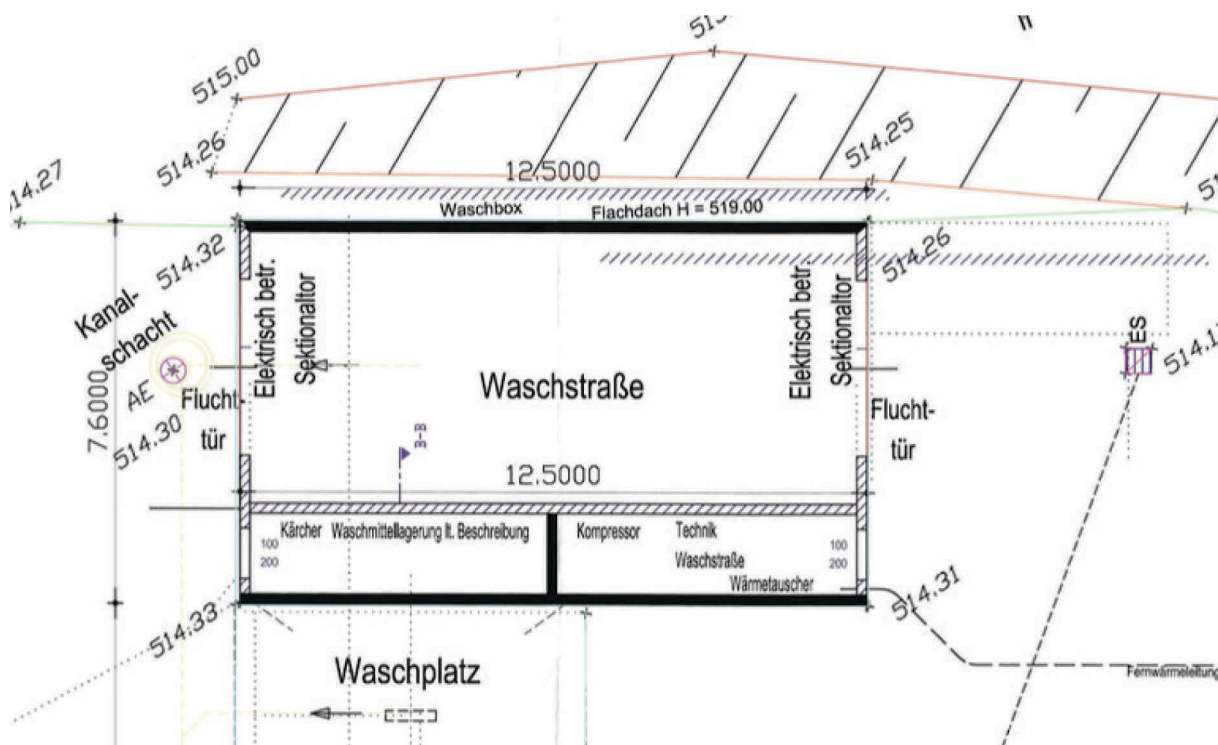 515.00
514.26
514.25
12.5000
Waschbox
Flachdach H = 519.00
514.32
514.26
Kanal-
schacht
Elektrisch betr.
Sektionaltor
Elektrisch betr.
Sektionaltor
ES
7.6000
AE
Waschstraße
Flucht-
tür
Flucht-
tür
514.30
B-B
12.5000
Kärcher
Waschmittellagerung lt. Beschreibung
Kompressor
Technik
100
200
Waschstraße
100
200
Wärmetauscher
514.33
514.31
Waschplatz
Fernwärmeleitung